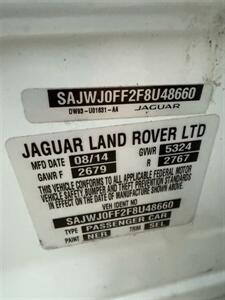 SAJWJ0FF2F8U48660
DW93-U01631-AA JAGUAR
JAGUAR LAND ROVER LTD
MFD DATE 08/14 GVWR 5324
GAWR F 2679 R 2767
THIS VEHICLE CONFORMS TO ALL APPLICABLE FEDERAL MOTOR
VEHICLE SAFETY BUMPER AND THEFT PREVENTION STANDARDS
IN EFFECT ON THE DATE OF MANUFACTURE SHOWN ABOVE
VEH IDENT NO
SAJWJ0FF2F8U48660
TYPE PASSENGER CAR
PAINT NER TRIM SEL